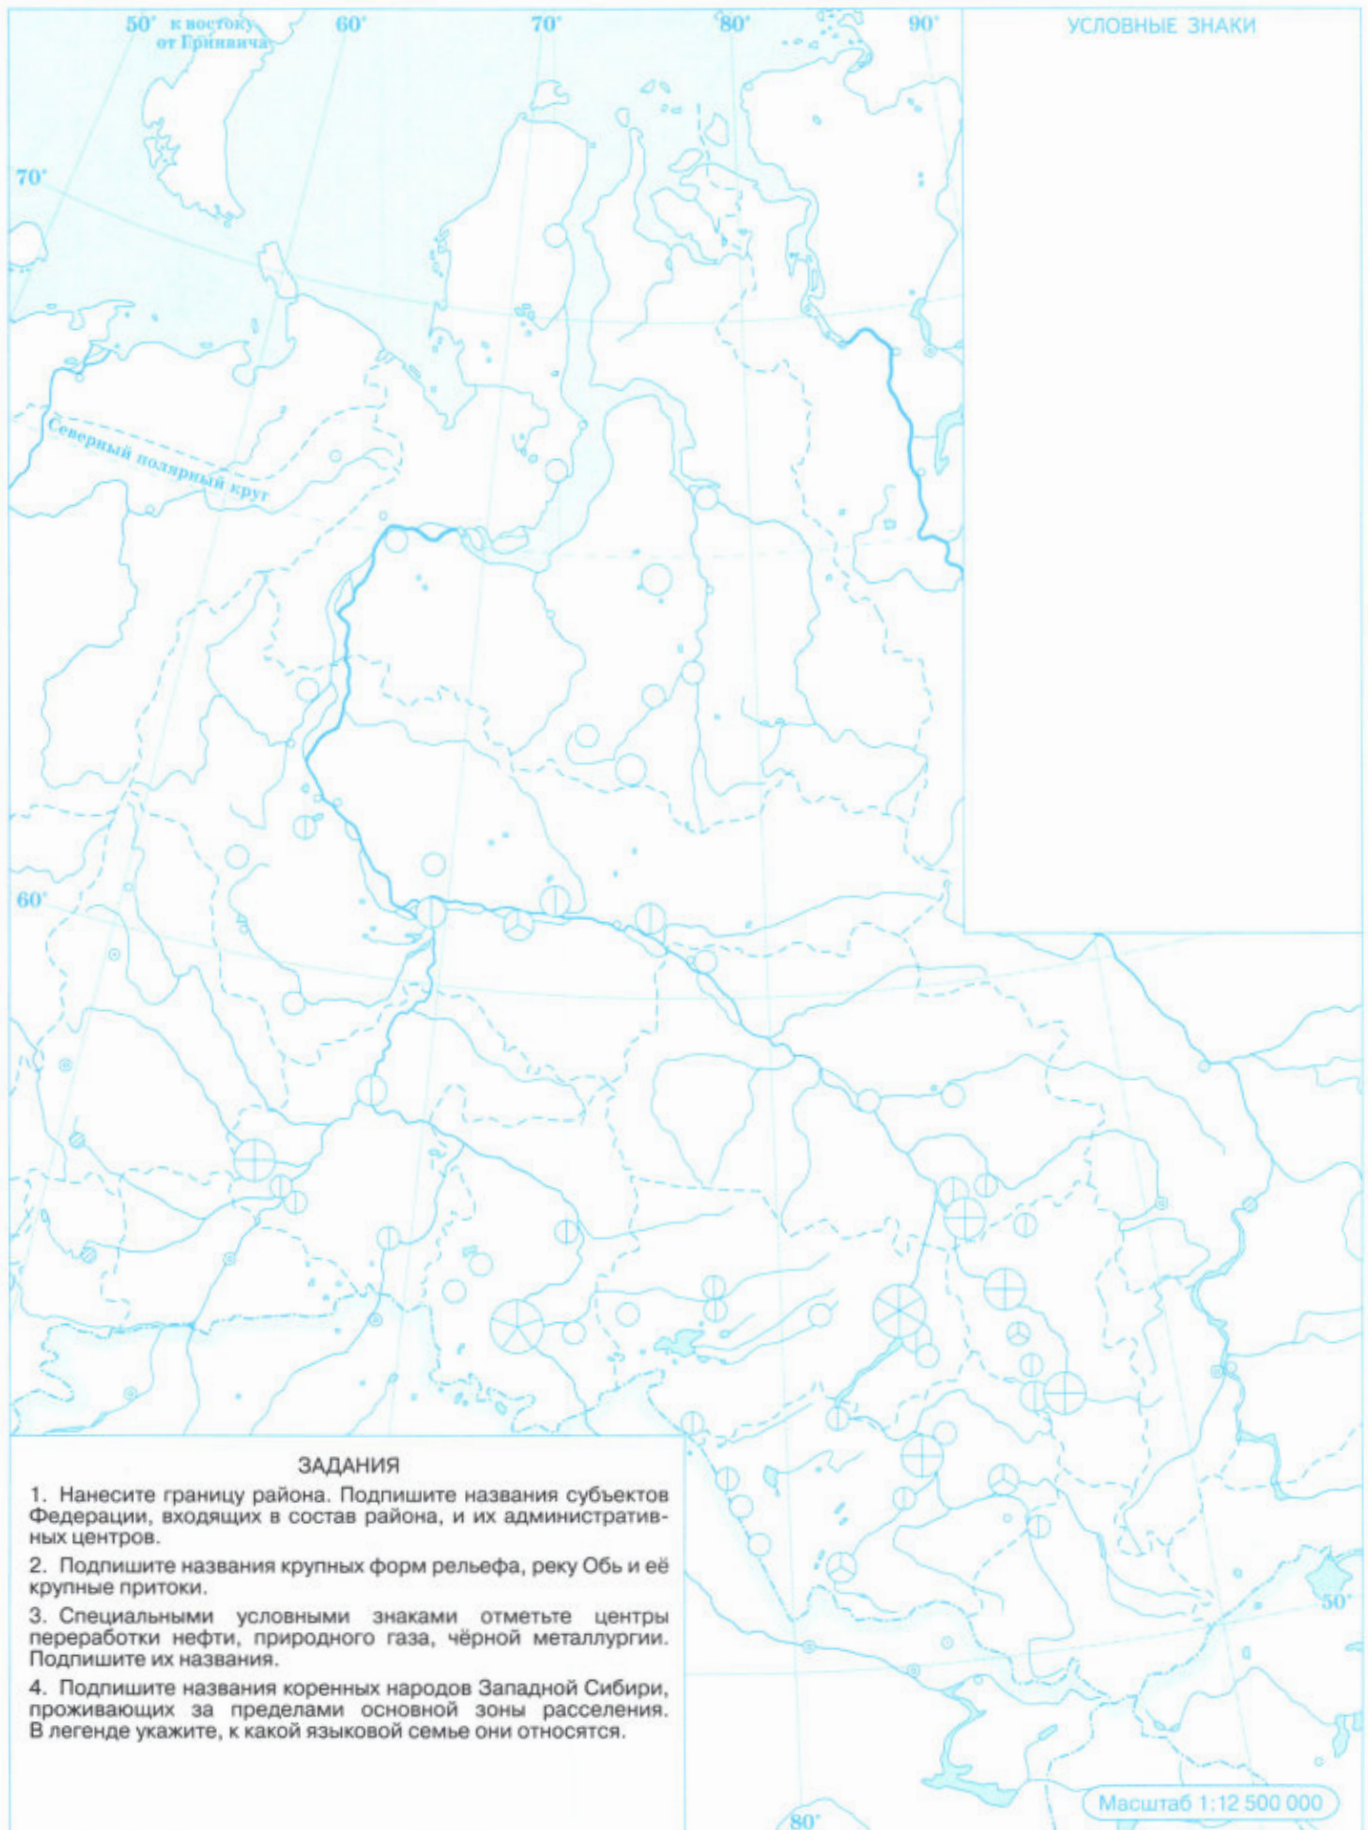 50° к востоку 60° 70° 80° 90° УСЛОВНЫЕ ЗНАКИ
от Гринвича
70°
Северный полярный круг
60°
ЗАДАНИЯ
1. Нанесите границу района. Подпишите названия субъектов
Федерации, входящих в состав района, и их административ-
ных центров.
2. Подпишите названия крупных форм рельефа, реку Обь и её
крупные притоки.
3. Специальными условными знаками отметьте центры
переработки нефти, природного газа, чёрной металлургии.
Подпишите их названия.
4. Подпишите названия коренных народов Западной Сибири,
проживающих за пределами основной зоны расселения.
В легенде укажите, к какой языковой семье они относятся.
50°
Масштаб 1:12 500 000
80°